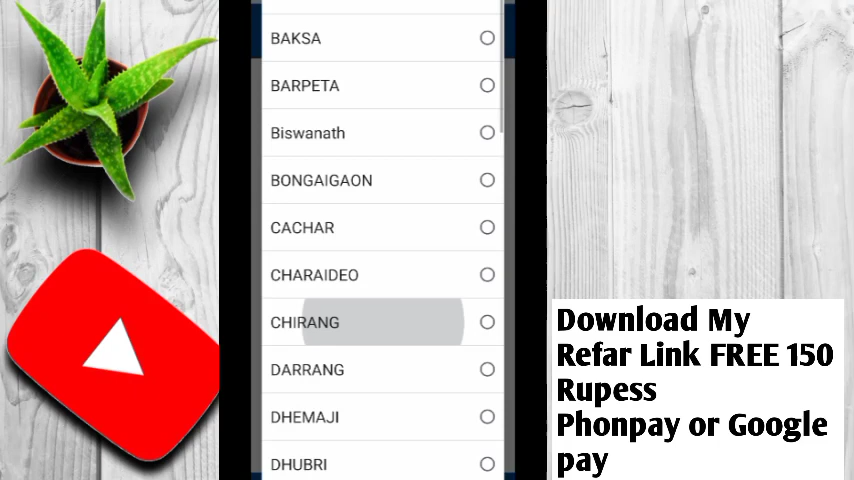 BAKSA
BARPETA
Biswanath
BONGAIGAON
CACHAR
CHARAIDEO
CHIRANG
DARRANG
DHEMAJI
DHUBRI
Download My
Refar Link FREE 150
Rupess
Phonpay or Google
pay